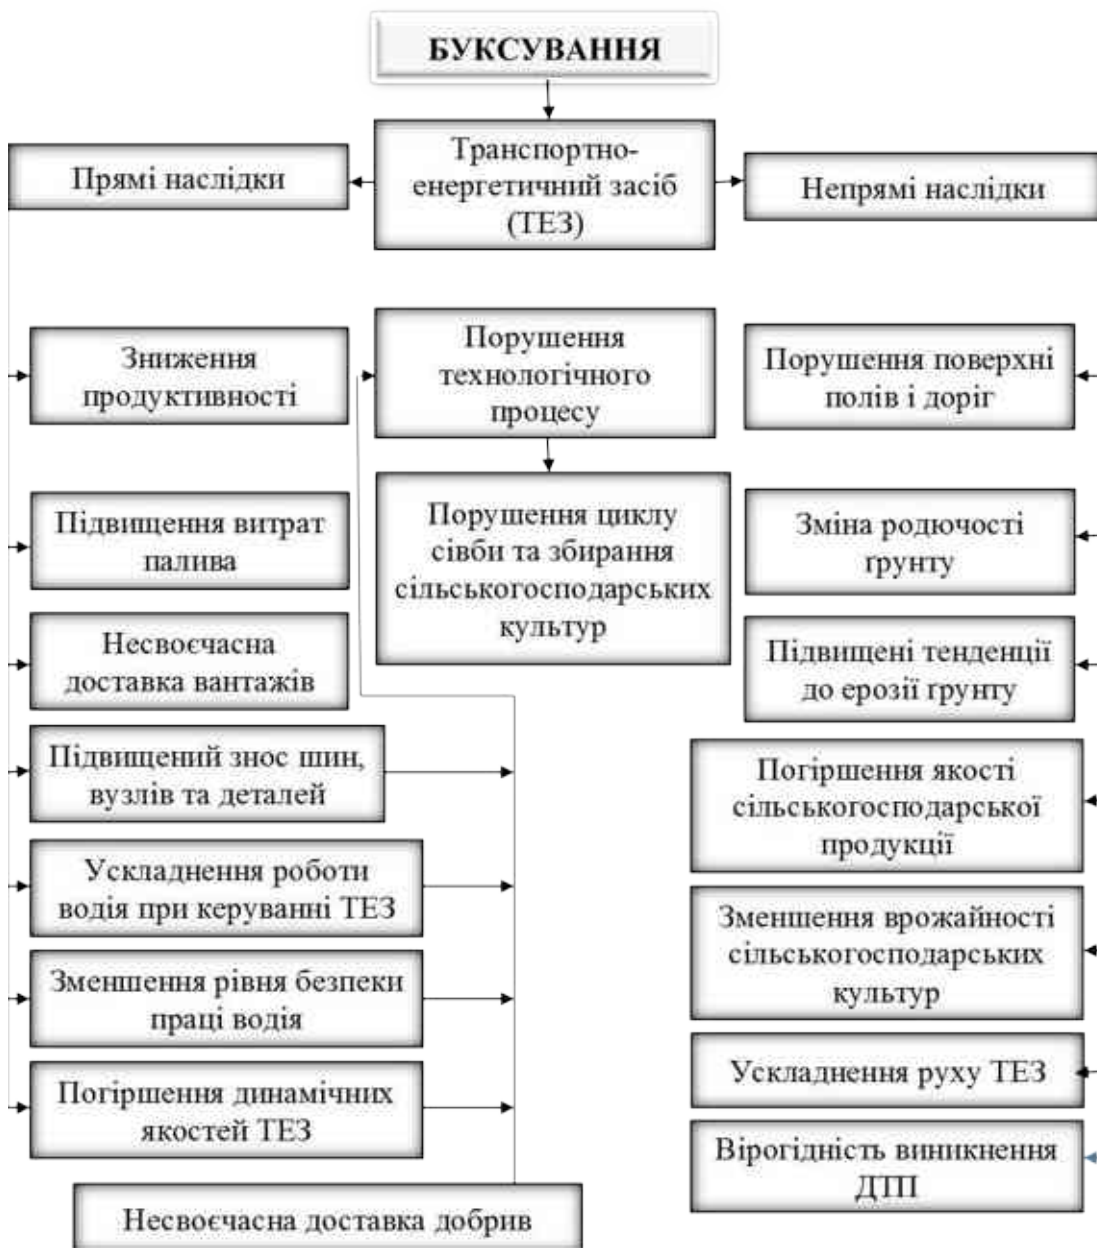 БУКСУВАННЯ
Транспортно-
енергетичний засіб
(ТЕЗ)
Прямі наслідки
Непрямі наслідки
Зниження
продуктивності
Підвищення витрат
палива
Несвоєчасна
доставка вантажів
Підвищений знос шин,
вузлів та деталей
Ускладнення роботи
водія при керуванні ТЕЗ
Зменшення рівня безпеки
праці водія
Погіршення динамічних
якостей ТЕЗ
Несвоєчасна доставка добрив
Порушення
технологічного
процесу
Порушення циклу
сівби та збирання
сільськогосподарських
культур
Порушення поверхні
полів і доріг
Зміна родючості
ґрунту
Підвищені тенденції
до ерозії ґрунту
Погіршення якості
сільськогосподарської
продукції
Зменшення врожайності
сільськогосподарських
культур
Ускладнення руху ТЕЗ
Вірогідність виникнення
ДТП